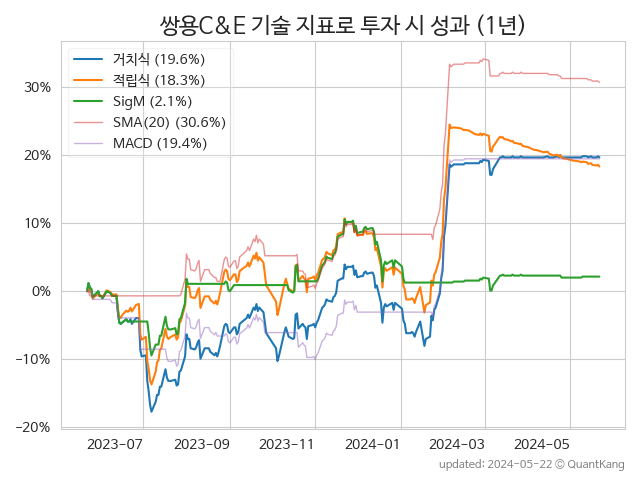 쌍용C&E 기술 지표로 투자 시 성과 (1년)
거치식 (19.6%)
적립식 (18.3%)
SigM (2.1%)
SMA(20) (30.6%)
MACD (19.4%)
30%
20%
10%
0%
−10%
−20%
2023-07
2023-09
2023-11
2024-01
2024-03
2024-05
updated: 2024-05-22 © QuantKang